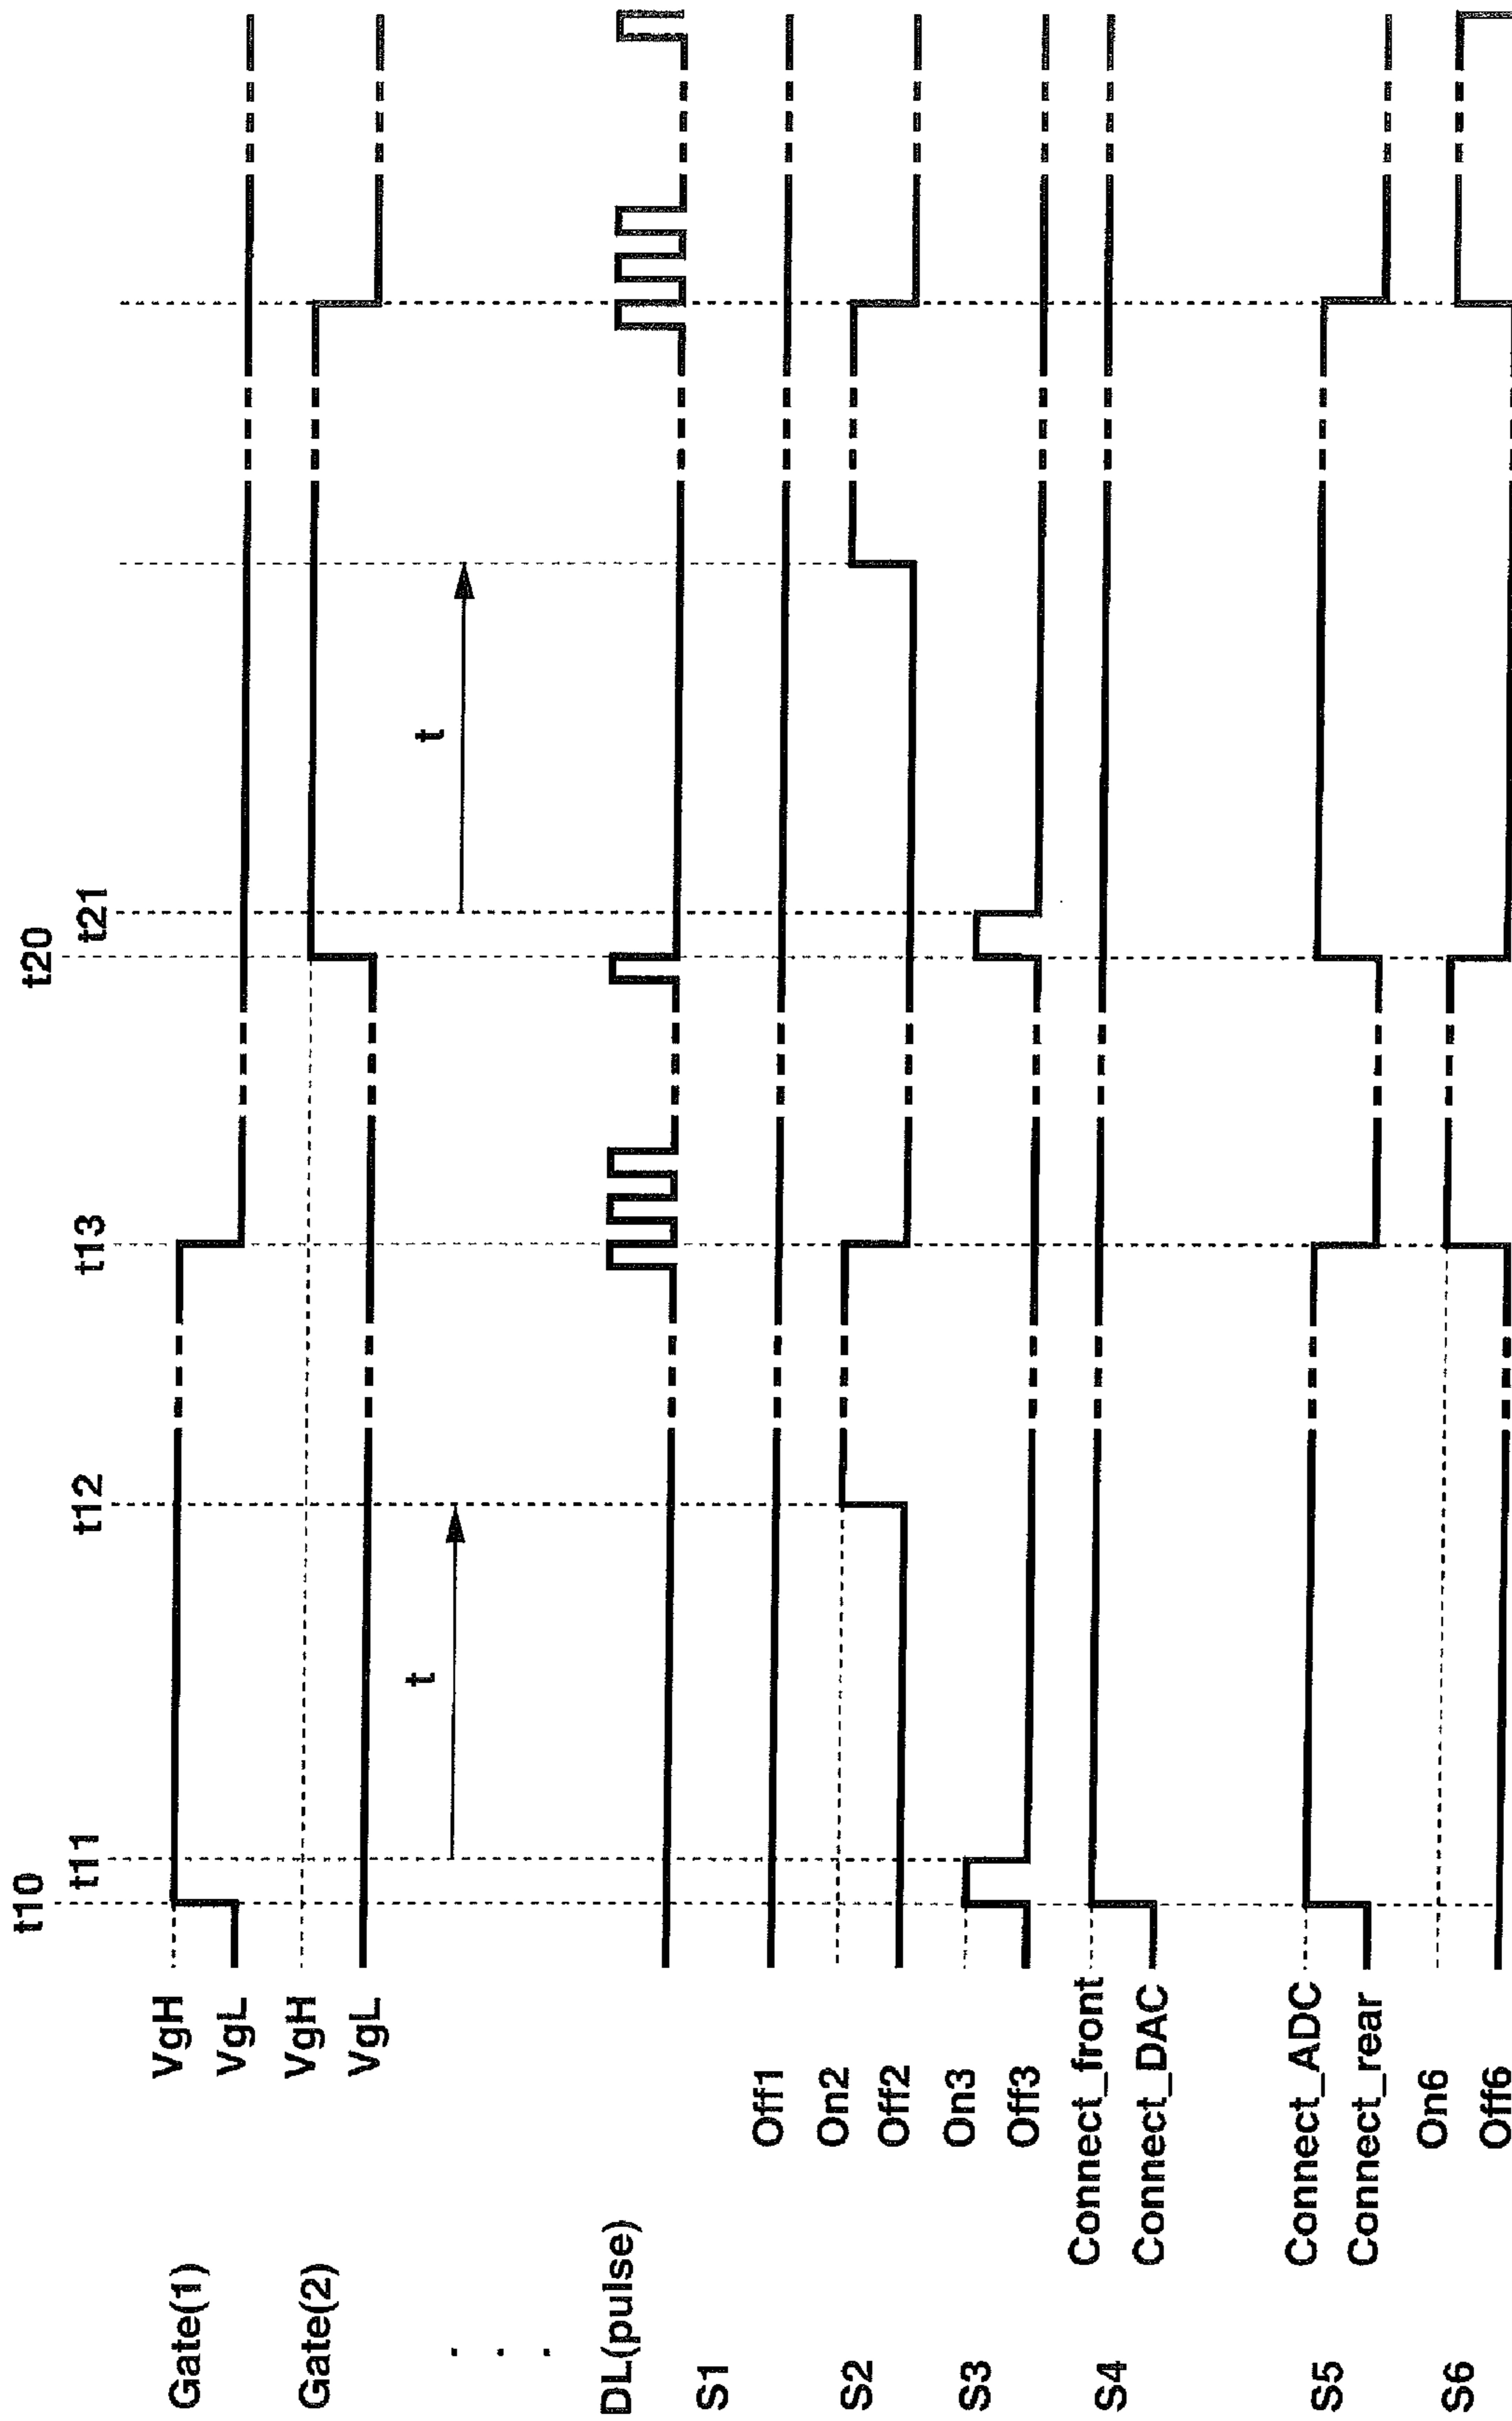 t10
t20
t11
t12
t13
t21
Gate(1)
VgH
VgL
Gate(2)
VgH
VgL
t
t
. . .
DL(pulse)
S1
Off1
S2
On2
Off2
S3
On3
Off3
S4
Connect_front
Connect_DAC
S5
Connect_ADC
Connect_rear
S6
On6
Off6